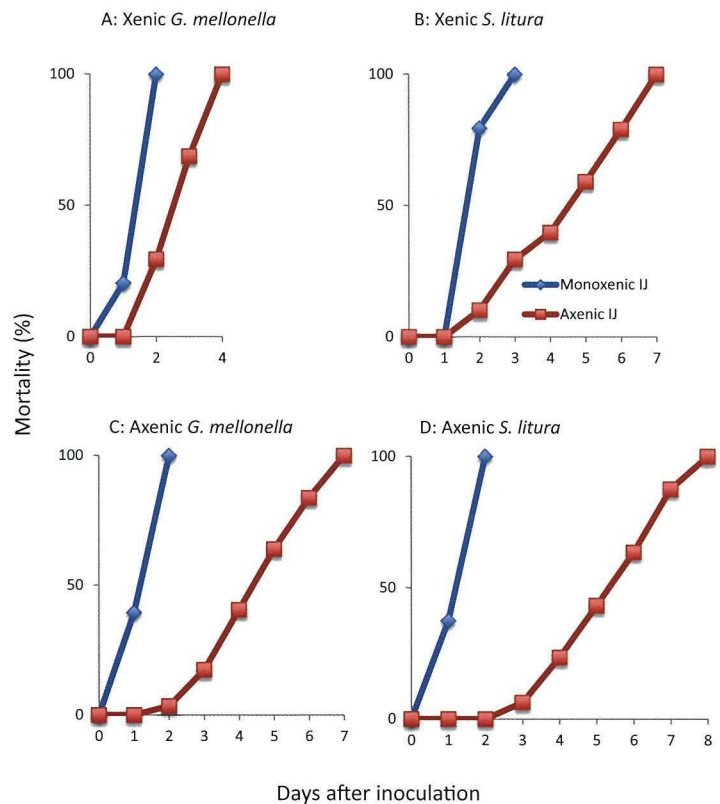 A: Xenic G. mellonella
B: Xenic S. litura
100
50
0
0 2 4
100
50
0
0 1 2 3 4 5 6 7
Monoxenic IJ
Axenic IJ
Mortality (%)
C: Axenic G. mellonella
D: Axenic S. litura
100
50
0
0 1 2 3 4 5 6 7
100
50
0
0 1 2 3 4 5 6 7 8
Days after inoculation